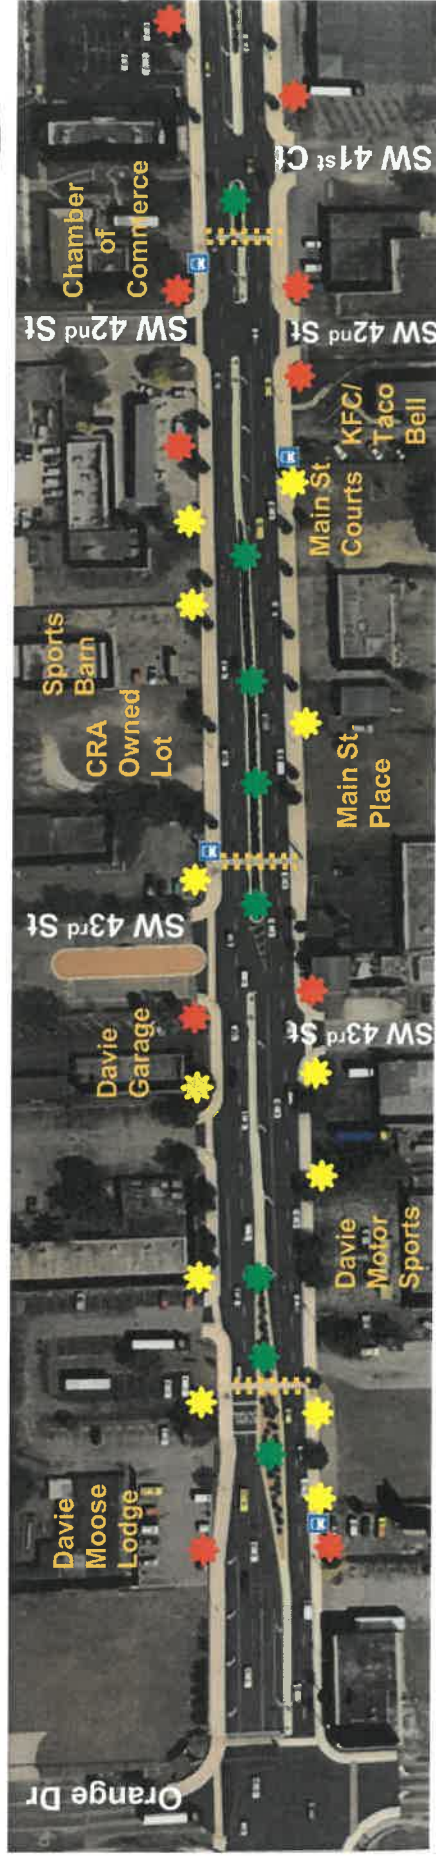 Chamber
of
Commerce
SW 41st Ct
SW 42nd St
SW 42nd St
KFC/
Taco
Bell
Main St
Courts
Sports
Barn
CRA
Owned
Lot
Main St
Place
SW 43rd St
Davie
Garage
SW 43rd St
Davie
Motor
Sports
Davie
Moose
Lodge
Orange Dr